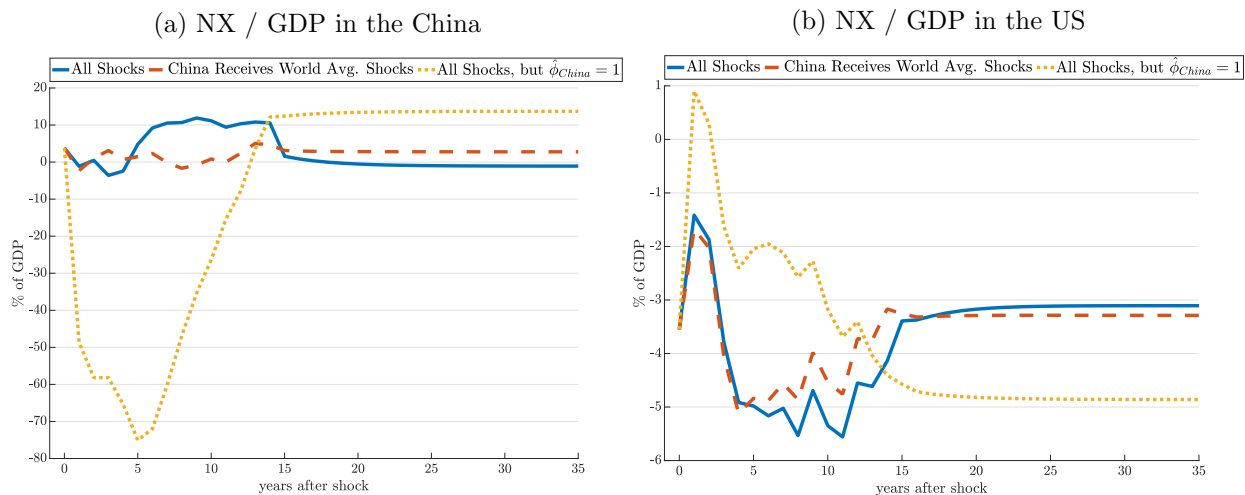 (a) NX / GDP in the China
All Shocks China Receives World Avg. Shocks All Shocks, but $\hat{\phi}_{China} = 1$
20
10
0
-10
-20
-30
-40
-50
-60
-70
-80
% of GDP
0 5 10 15 20 25 30 35
years after shock
(b) NX / GDP in the US
All Shocks China Receives World Avg. Shocks All Shocks, but $\hat{\phi}_{China} = 1$
1
0
-1
-2
-3
-4
-5
-6
% of GDP
0 5 10 15 20 25 30 35
years after shock